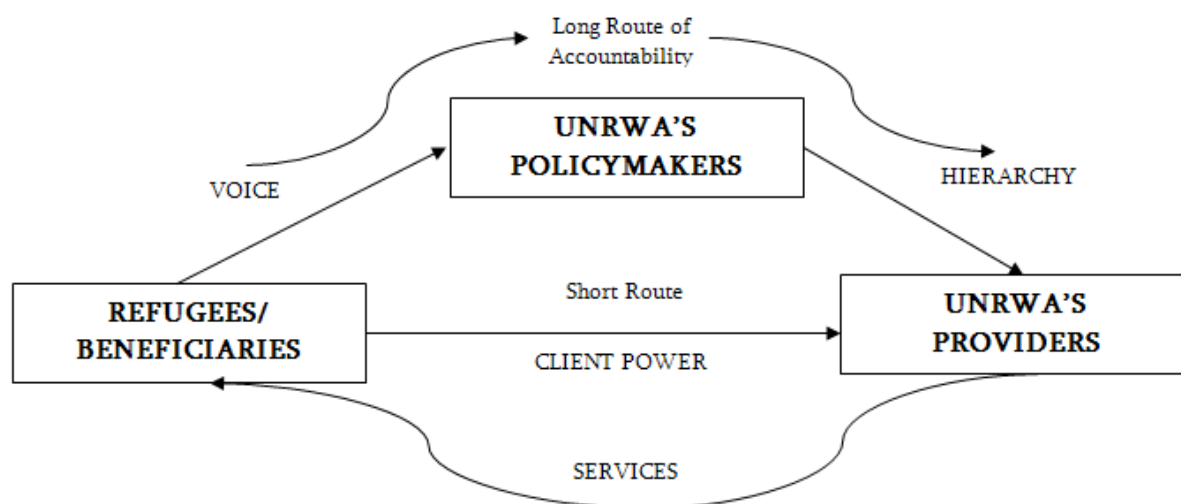 Long Route of
Accountability
UNRWA'S
POLICYMAKERS
VOICE
HIERARCHY
REFUGEES/
BENEFICIARIES
Short Route
CLIENT POWER
UNRWA'S
PROVIDERS
SERVICES